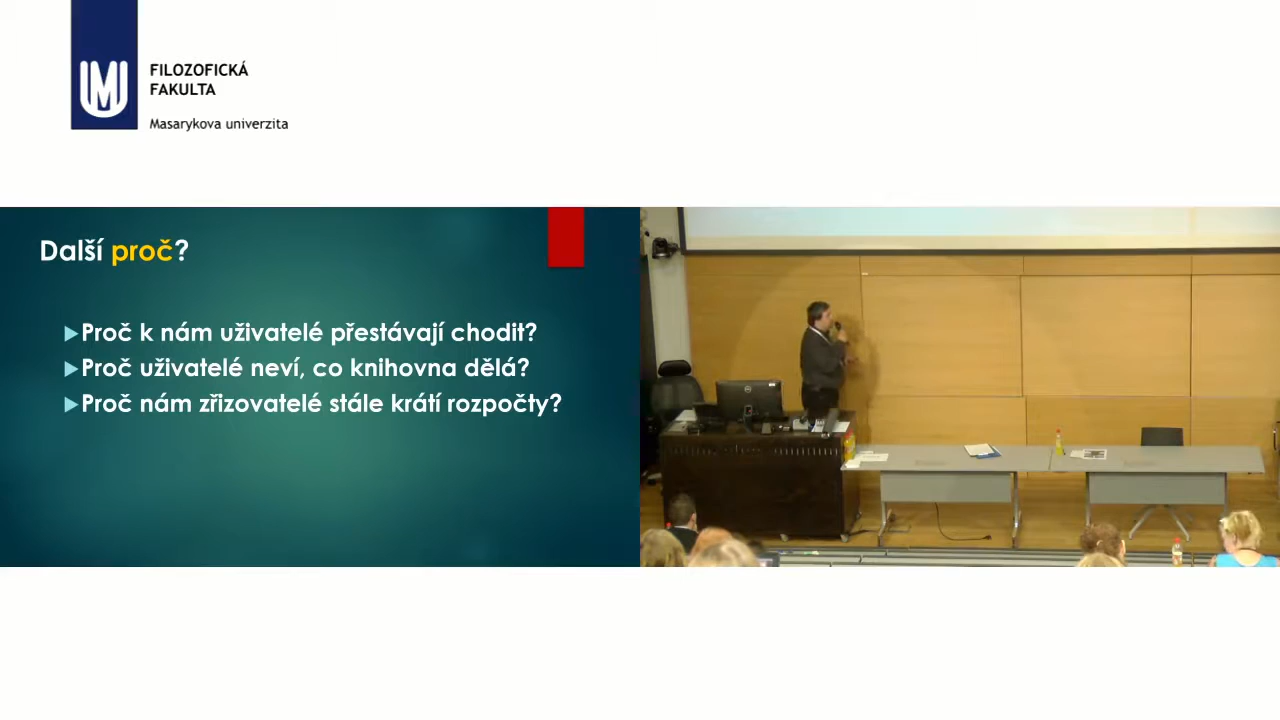 FILOZOFICKÁ
FAKULTA
Masarykova univerzita
Další proč?
Proč k nám uživatelé přestávají chodit?
Proč uživatelé neví, co knihovna dělá?
Proč nám zřizovatelé stále krátí rozpočty?